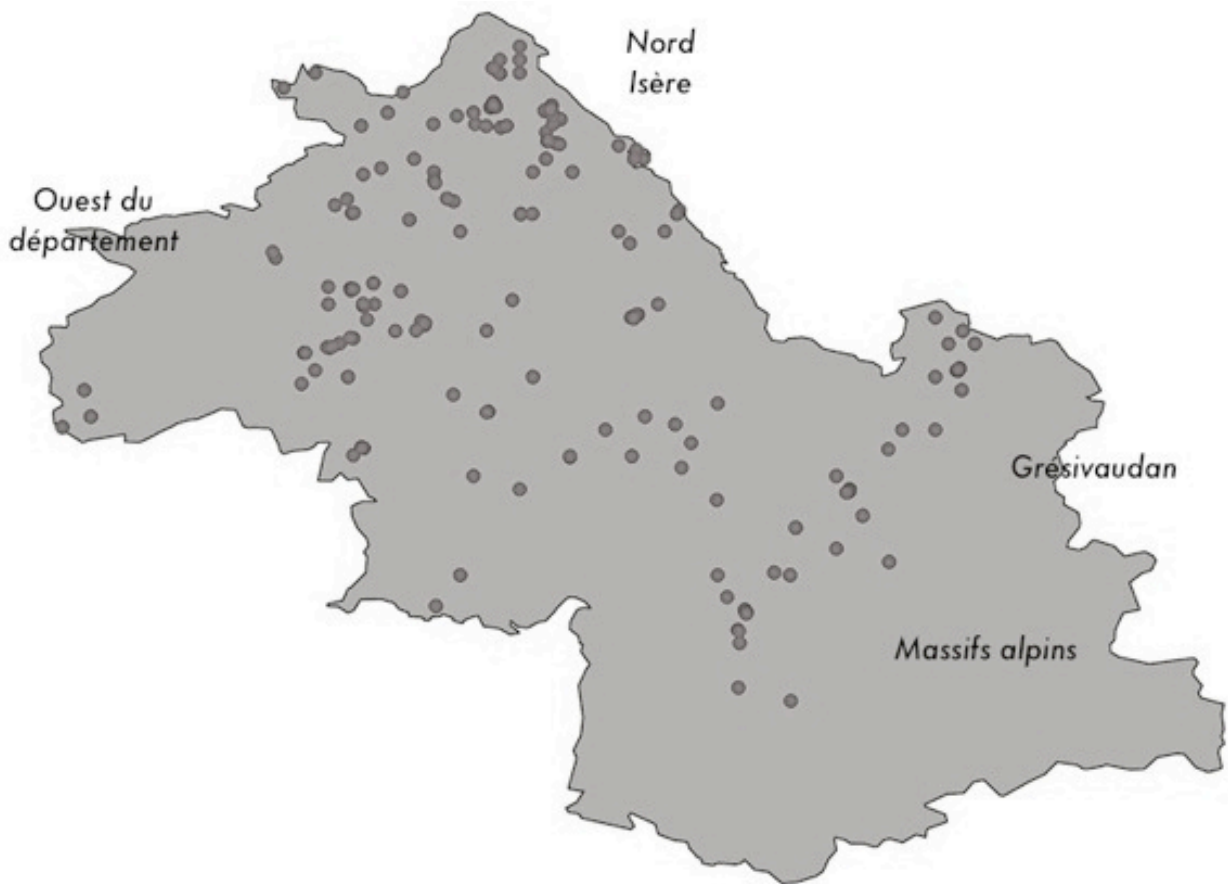 Nord
Isère
Ouest du
département
Grésivaudan
Massifs alpins